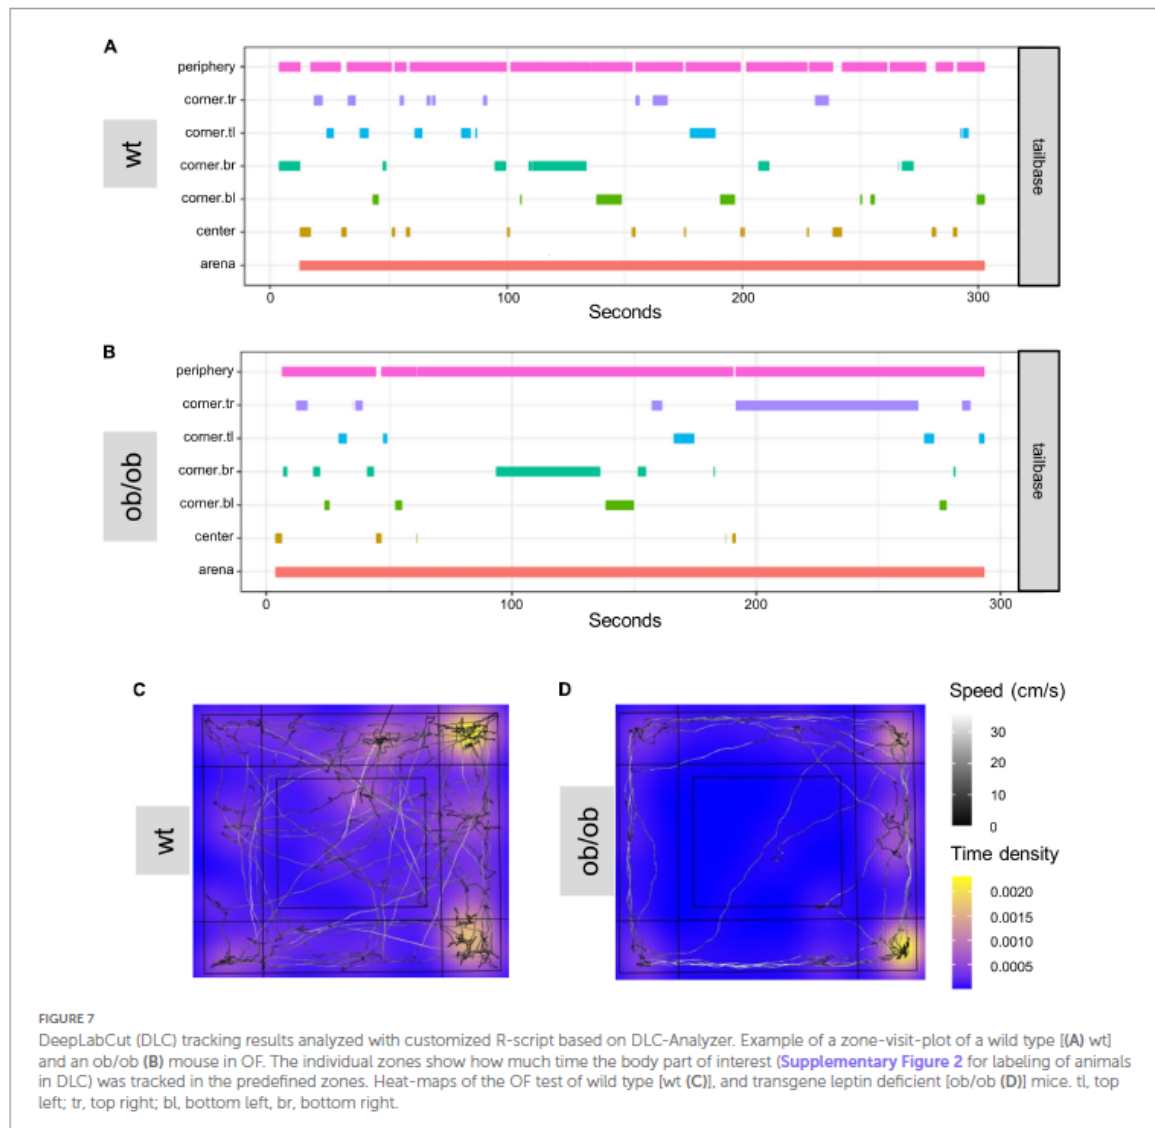 A
periphery
corner.tr
corner.tl
corner.br
corner.bl
center
arena
wt
tailbase
0 100 200 300
Seconds
B
periphery
corner.tr
corner.tl
corner.br
corner.bl
center
arena
ob/ob
tailbase
0 100 200 300
Seconds
C
wt
D
ob/ob
Speed (cm/s)
30
20
10
0
Time density
0.0020
0.0015
0.0010
0.0005
FIGURE 7
DeepLabCut (DLC) tracking results analyzed with customized R-script based on DLC-Analyzer. Example of a zone-visit-plot of a wild type [(A) wt]
and an ob/ob (B) mouse in OF. The individual zones show how much time the body part of interest (Supplementary Figure 2 for labeling of animals
in DLC) was tracked in the predefined zones. Heat-maps of the OF test of wild type [wt (C)], and transgene leptin deficient [ob/ob (D)] mice. tl, top
left; tr, top right; bl, bottom left, br, bottom right.